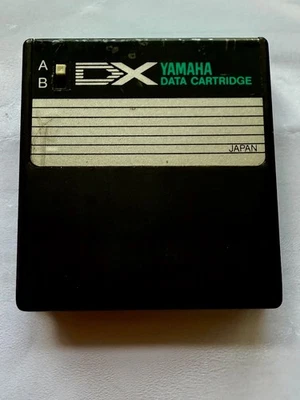 A
B
DX
YAMAHA
DATA CARTRIDGE
JAPAN